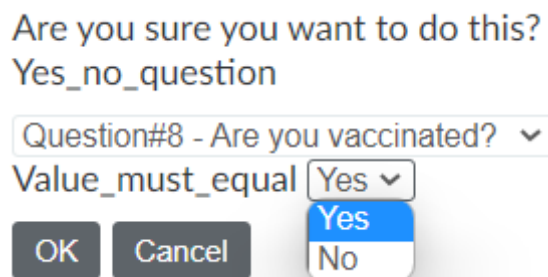 Are you sure you want to do this?
Yes_no_question
Question#8 - Are you vaccinated?
Value_must_equal Yes
Yes
No
OK Cancel